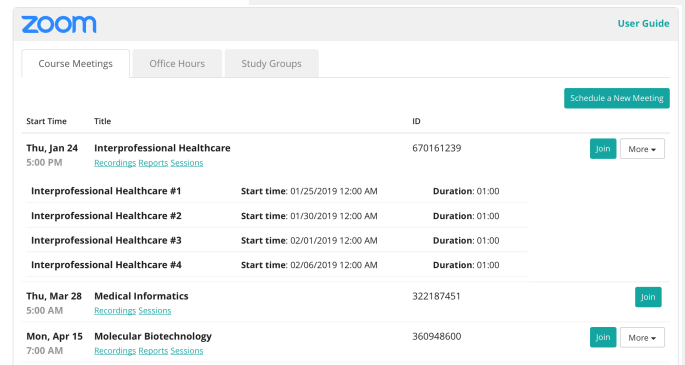 zoom User Guide
Course Meetings Office Hours Study Groups
Schedule a New Meeting
Start Time Title ID
Thu, Jan 24 Interprofessional Healthcare 670161239 Join More
5:00 PM Recordings Reports Sessions
Interprofessional Healthcare #1 Start time: 01/25/2019 12:00 AM Duration: 01:00
Interprofessional Healthcare #2 Start time: 01/30/2019 12:00 AM Duration: 01:00
Interprofessional Healthcare #3 Start time: 02/01/2019 12:00 AM Duration: 01:00
Interprofessional Healthcare #4 Start time: 02/06/2019 12:00 AM Duration: 01:00
Thu, Mar 28 Medical Informatics 322187451 Join
5:00 AM Recordings Sessions
Mon, Apr 15 Molecular Biotechnology 360948600 Join More
7:00 AM Recordings Reports Sessions